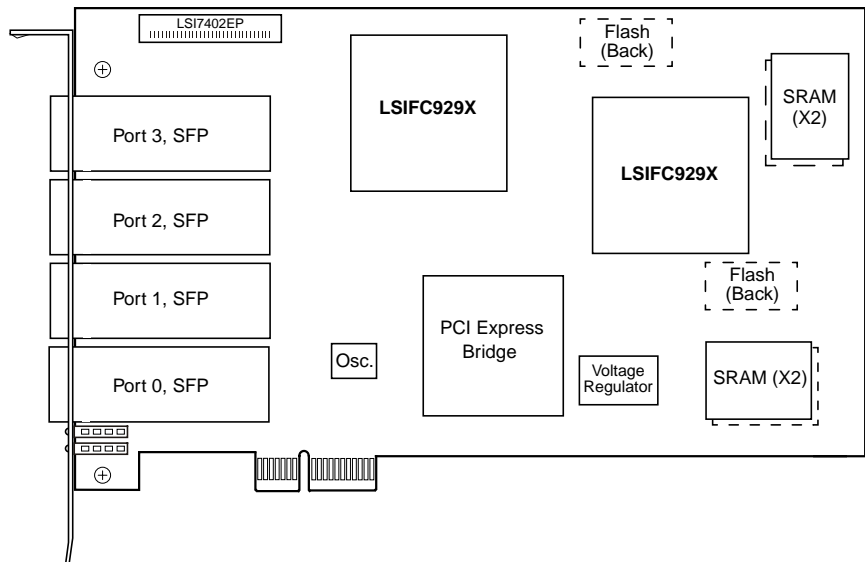 LSI7402EP
Flash
(Back)
LSIFC929X
SRAM
(X2)
Port 3, SFP
LSIFC929X
Port 2, SFP
Flash
(Back)
Port 1, SFP
PCI Express
Bridge
Osc.
Voltage
Regulator
SRAM (X2)
Port 0, SFP